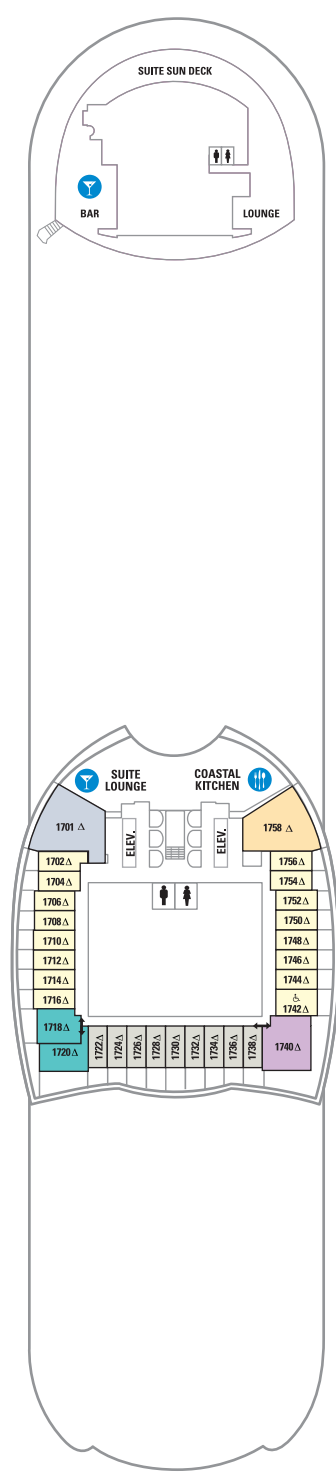 SUITE SUN DECK
BAR
LOUNGE
SUITE
LOUNGE
COASTAL
KITCHEN
ELEV.
ELEV.
1701 Δ
1758 Δ
1702 Δ
1756 Δ
1704 Δ
1754 Δ
1706 Δ
1752 Δ
1708 Δ
1750 Δ
1710 Δ
1748 Δ
1712 Δ
1746 Δ
1714 Δ
1744 Δ
1716 Δ
1742 Δ
1718 Δ
1720 Δ
1722 Δ
1724 Δ
1726 Δ
1728 Δ
1730 Δ
1732 Δ
1734 Δ
1736 Δ
1738 Δ
1740 Δ